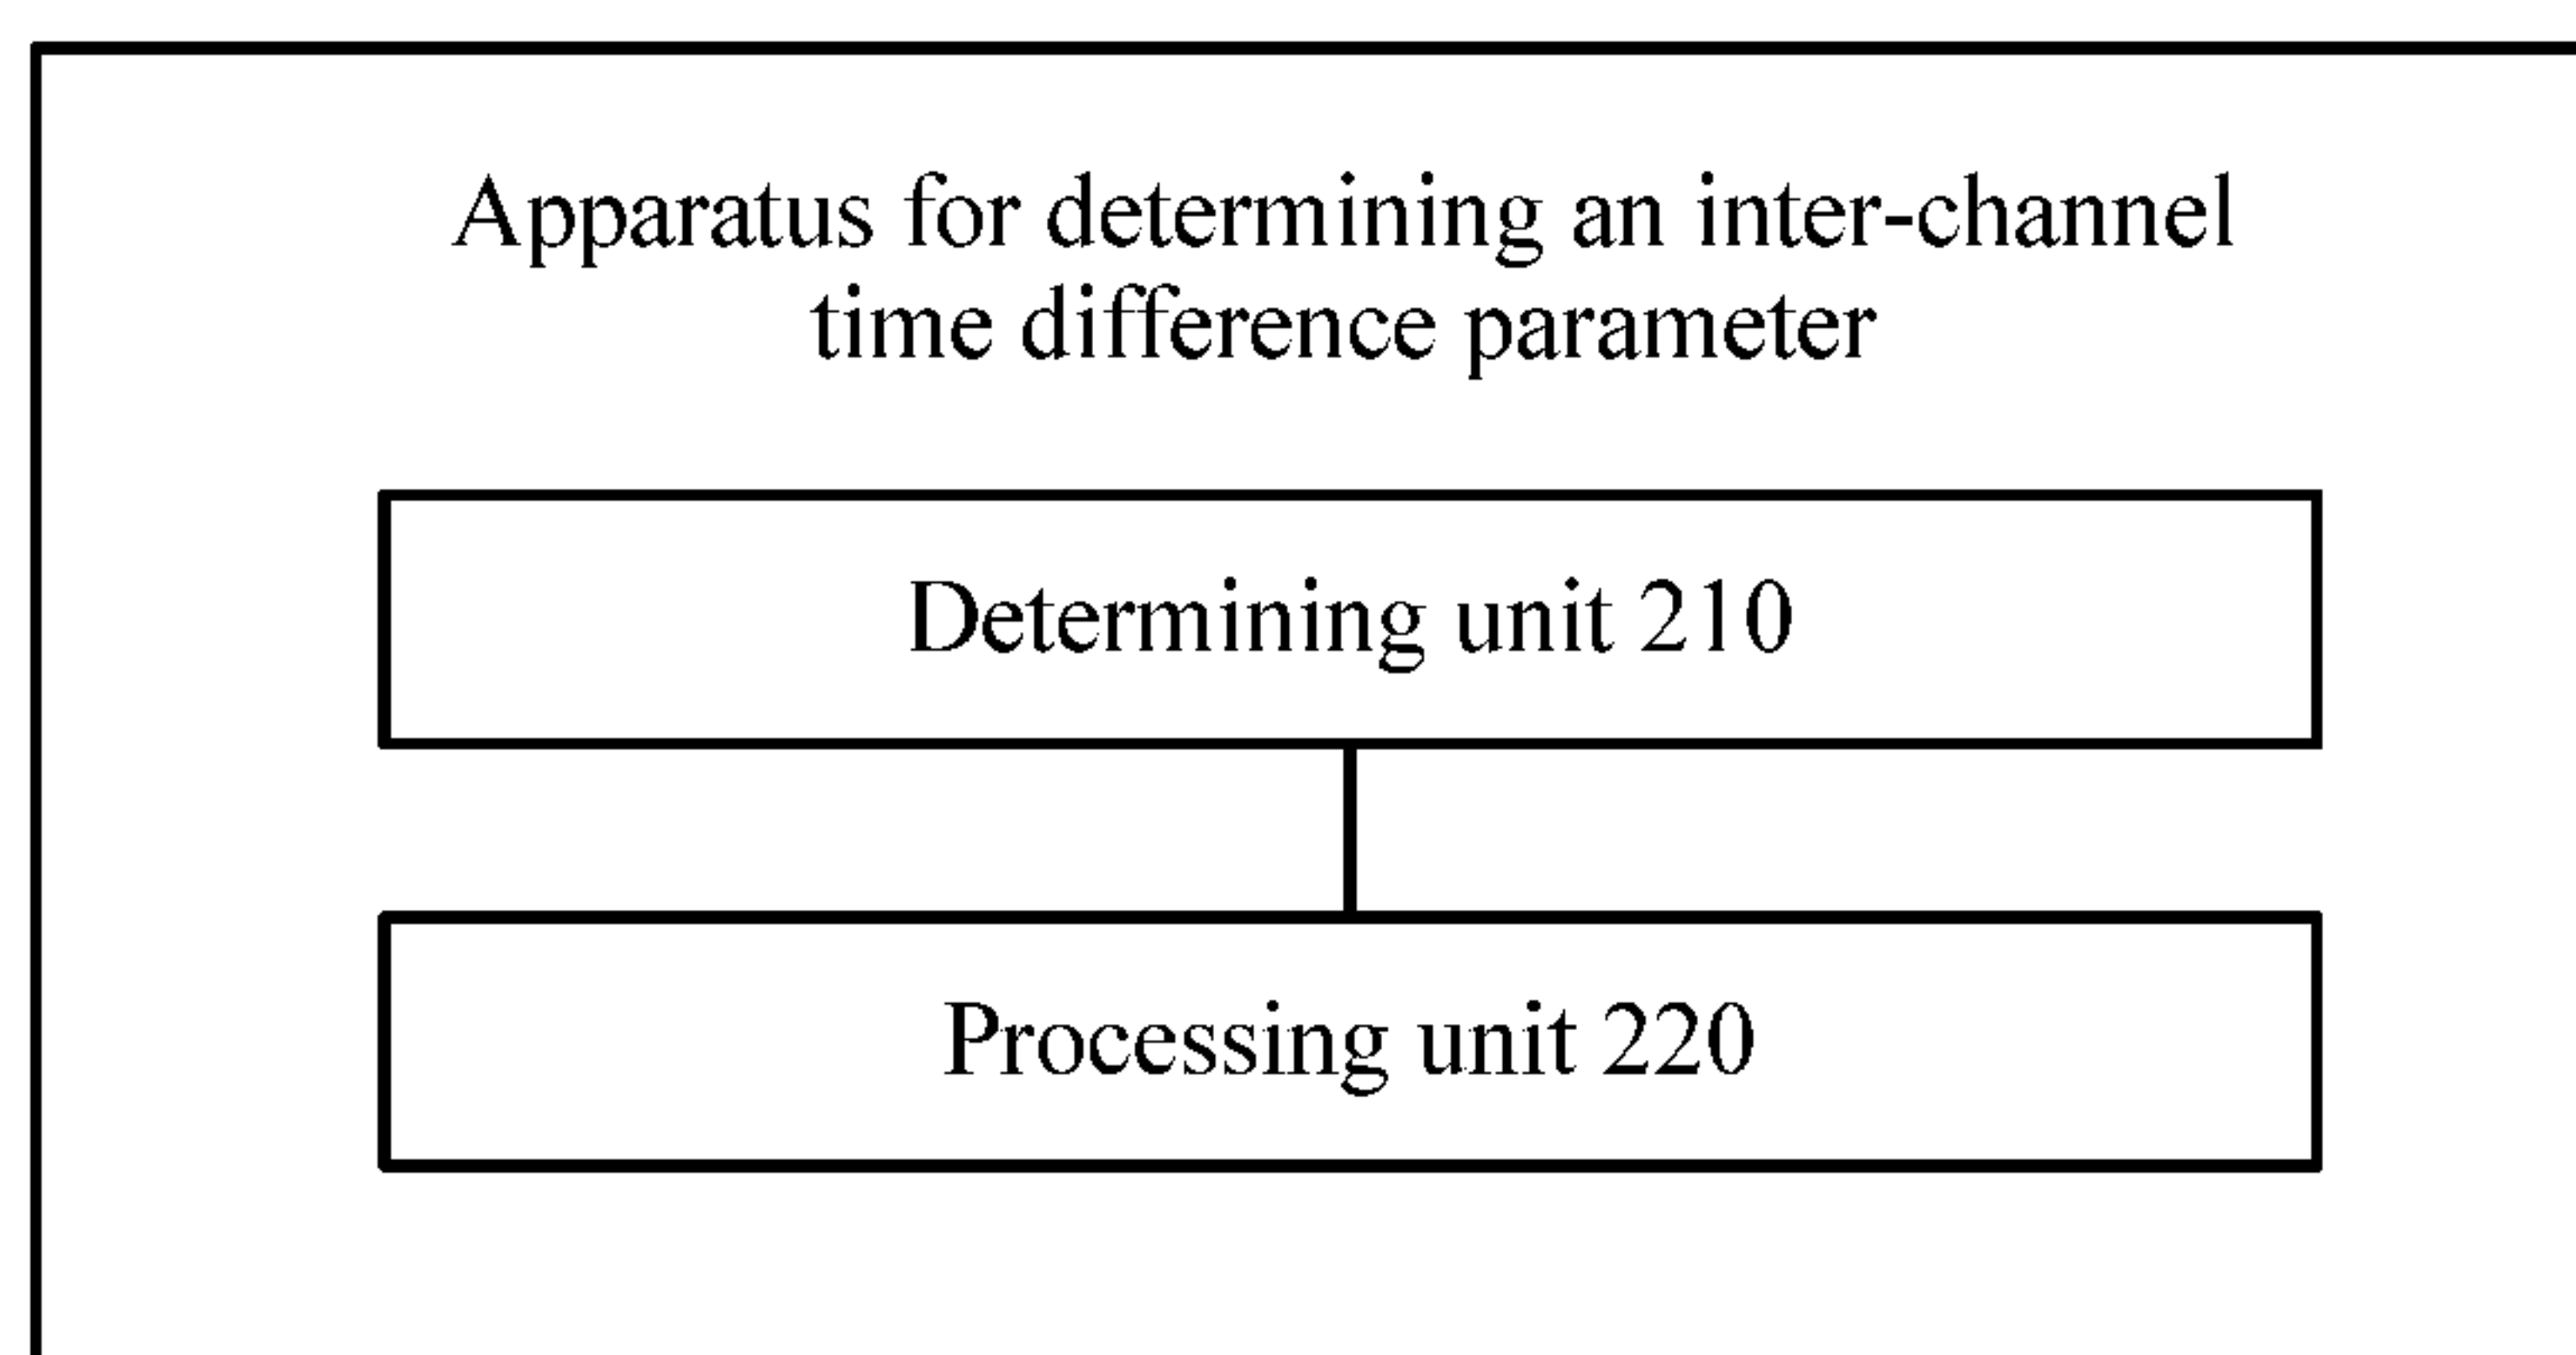 Apparatus for determining an inter-channel
time difference parameter
Determining unit 210
Processing unit 220